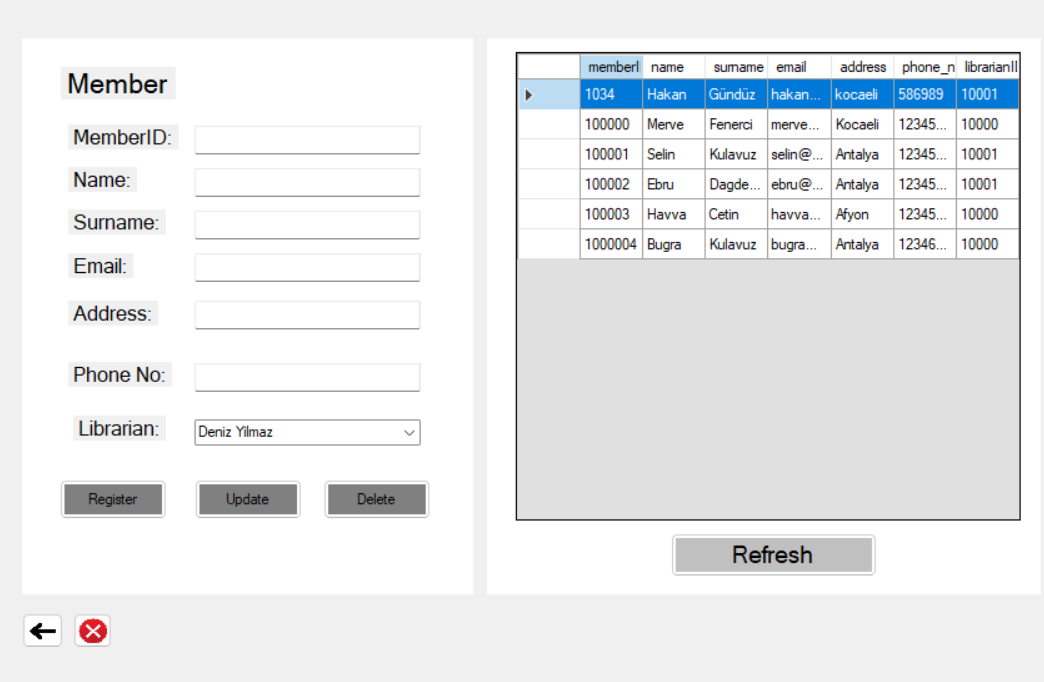 Member
MemberID:
Name:
Surname:
Email:
Address:
Phone No:
Librarian: Deniz Yilmaz
Register Update Delete
memberI name surname email address phone_n librarianII
1034 Hakan Gündüz hakan... kocaeli 586989 10001
100000 Merve Fenerci merve... Kocaeli 12345... 10000
100001 Selin Kulavuz selin@... Antalya 12345... 10001
100002 Ebru Dagde... ebru@... Antalya 12345... 10001
100003 Havva Cetin havva... Afyon 12345... 10000
1000004 Bugra Kulavuz bugra... Antalya 12346... 10000
Refresh